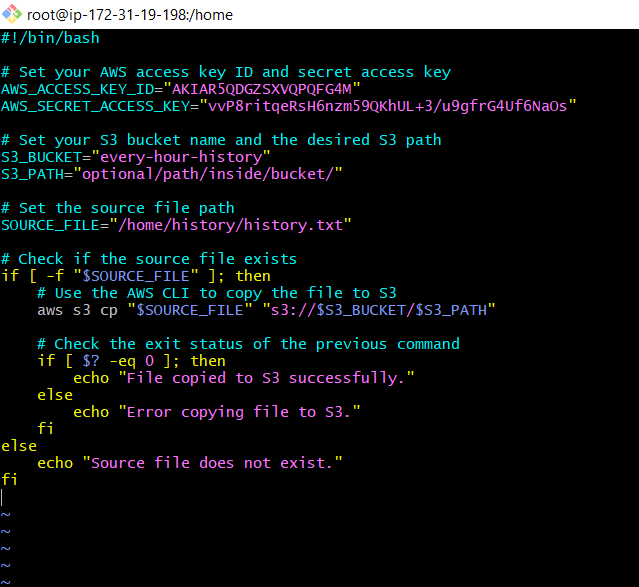 root@ip-172-31-19-198:/home
#!/bin/bash
# Set your AWS access key ID and secret access key
AWS_ACCESS_KEY_ID="AKIAR5QDGZSXVQPQFG4M"
AWS_SECRET_ACCESS_KEY="vvP8ritqeRsH6nzm59QKhUL+3/u9gfrG4Uf6NaOs"
# Set your S3 bucket name and the desired S3 path
S3_BUCKET="every-hour-history"
S3_PATH="optional/path/inside/bucket/"
# Set the source file path
SOURCE_FILE="/home/history/history.txt"
# Check if the source file exists
if [ -f "$SOURCE_FILE" ]; then
    # Use the AWS CLI to copy the file to S3
    aws s3 cp "$SOURCE_FILE" "s3://$S3_BUCKET/$S3_PATH"
    # Check the exit status of the previous command
    if [ $? -eq 0 ]; then
        echo "File copied to S3 successfully."
    else
        echo "Error copying file to S3."
    fi
else
    echo "Source file does not exist."
fi
~
~
~
~
~